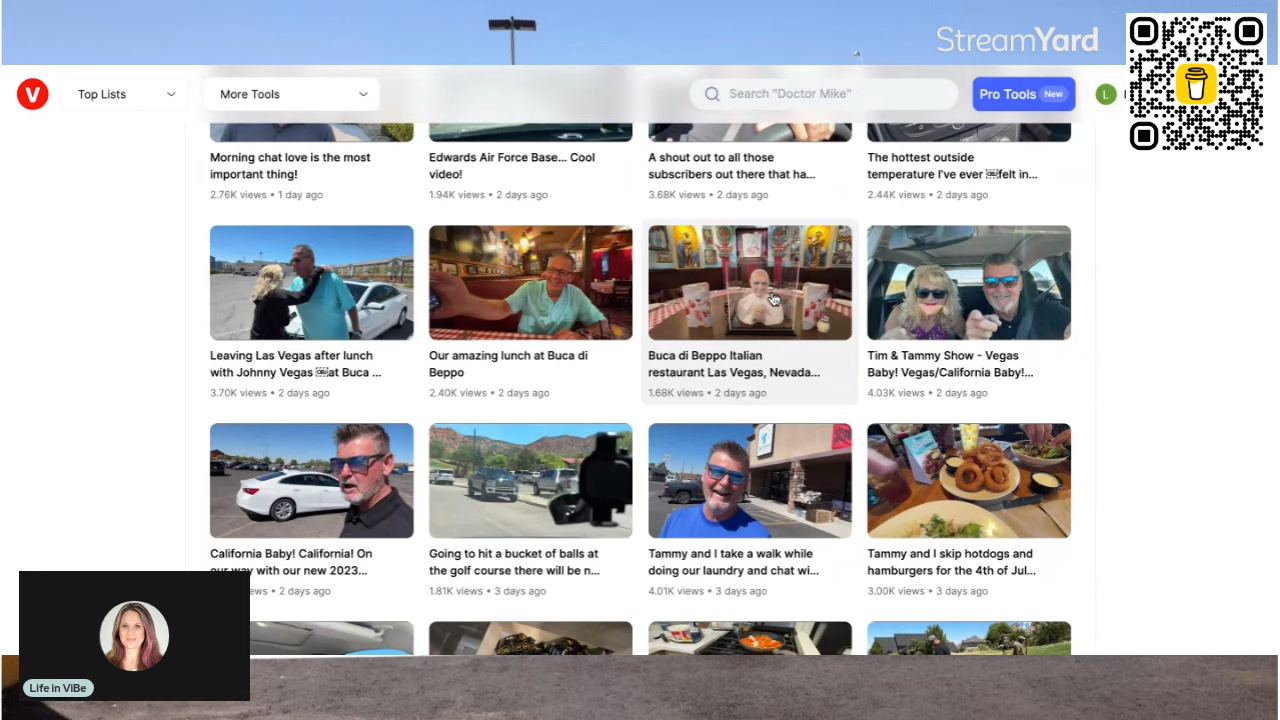 StreamYard
V
Top Lists
More Tools
Search "Doctor Mike"
Pro Tools
New
L
Morning chat love is the most
important thing!
2.76K views • 1 day ago
Edwards Air Force Base... Cool
video!
1.94K views • 2 days ago
A shout out to all those
subscribers out there that ha...
3.68K views • 2 days ago
The hottest outside
temperature I've ever felt in...
2.44K views • 2 days ago
Leaving Las Vegas after lunch
with Johnny Vegas at Buca ...
3.70K views • 2 days ago
Our amazing lunch at Buca di
Beppo
2.40K views • 2 days ago
Buca di Beppo Italian
restaurant Las Vegas, Nevada...
1.68K views • 2 days ago
Tim & Tammy Show - Vegas
Baby! Vegas/California Baby!...
4.03K views • 2 days ago
California Baby! California! On
our way with our new 2023...
views • 2 days ago
Going to hit a bucket of balls at
the golf course there will be n...
1.81K views • 3 days ago
Tammy and I take a walk while
doing our laundry and chat wi...
4.01K views • 3 days ago
Tammy and I skip hotdogs and
hamburgers for the 4th of Jul...
3.00K views • 3 days ago
Life in ViBe